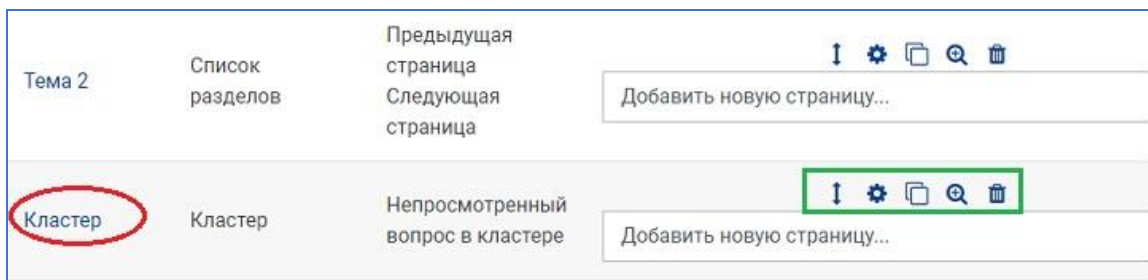 Тема 2
Список
разделов
Предыдущая
страница
Следующая
страница
Добавить новую страницу...
Кластер
Кластер
Непросмотренный
вопрос в кластере
Добавить новую страницу...